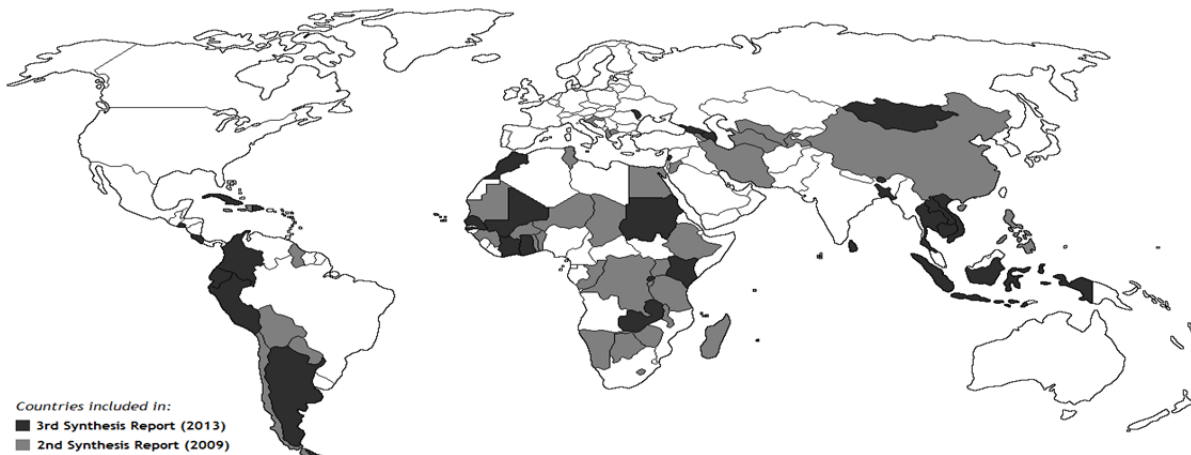 Countries included in:
3rd Synthesis Report (2013)
2nd Synthesis Report (2009)